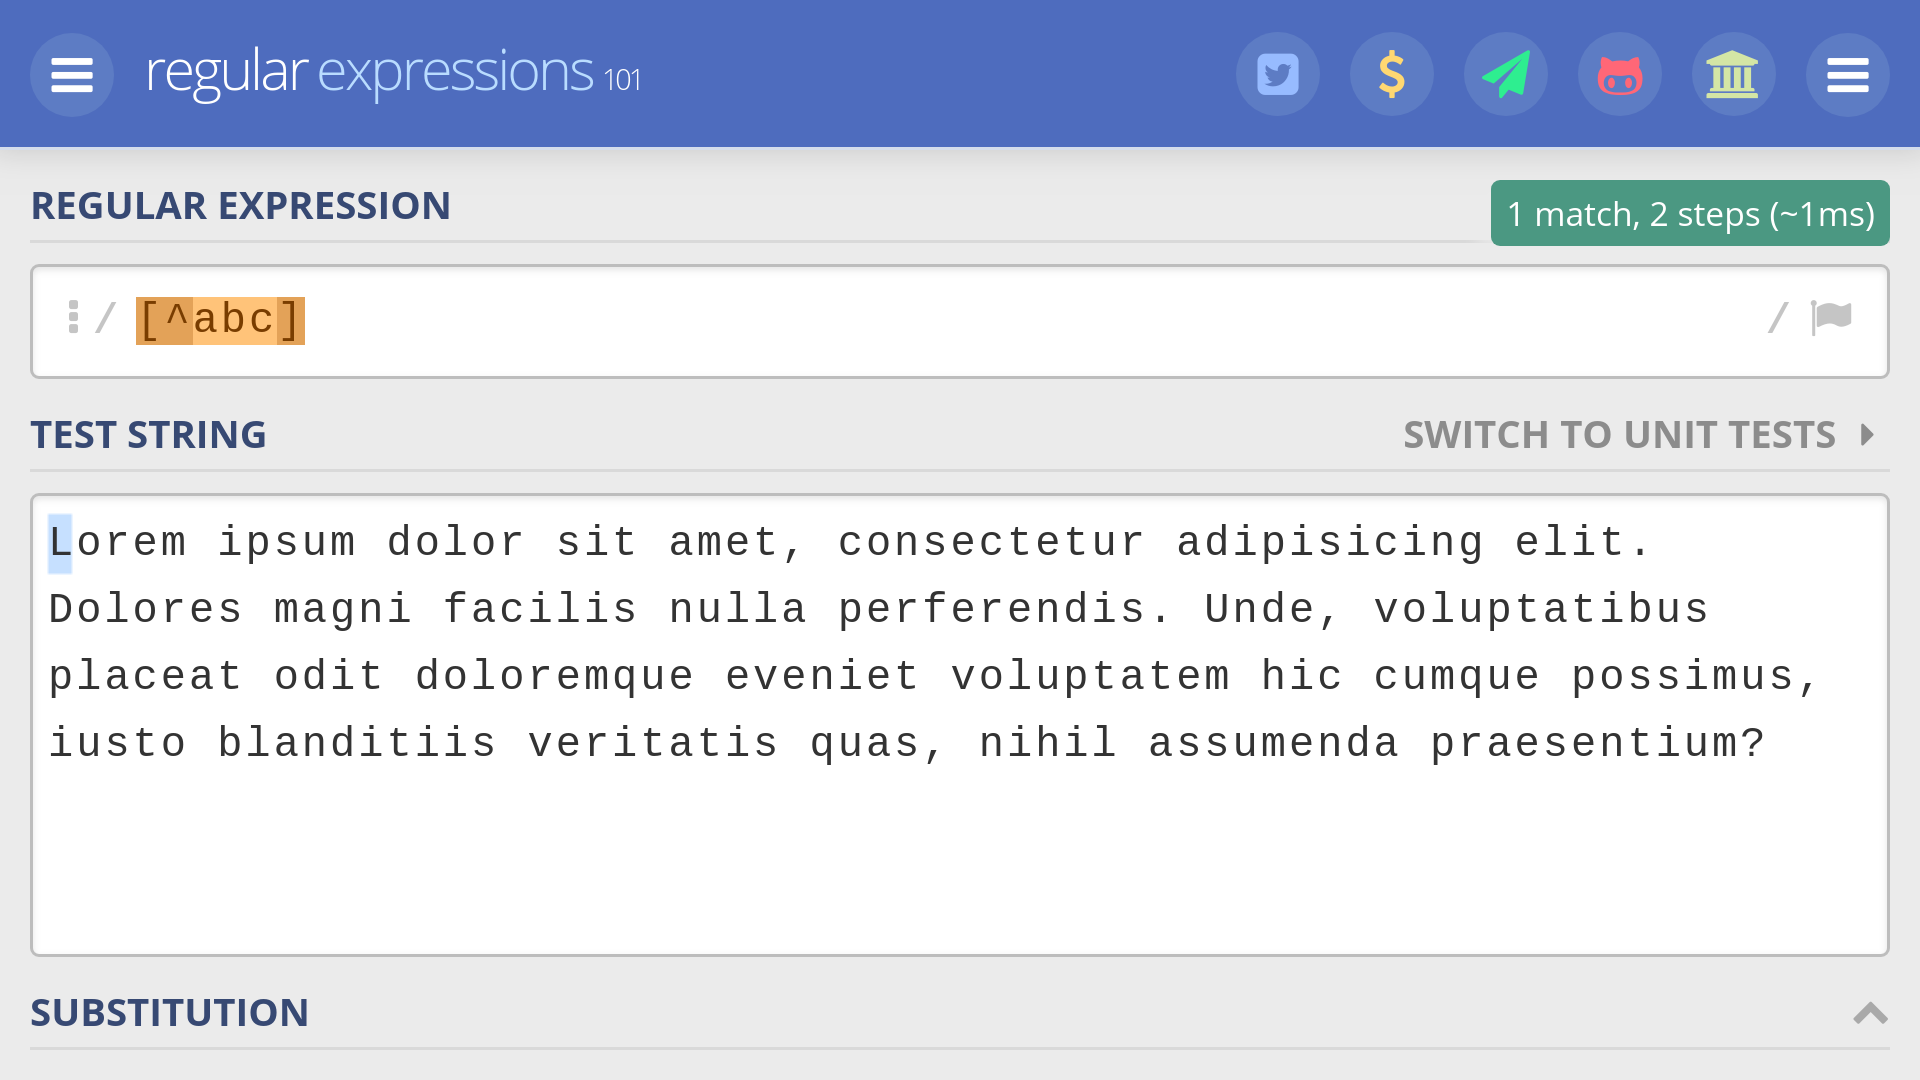 regular expressions 101
REGULAR EXPRESSION
1 match, 2 steps (~1ms)
/ [^abc] /
TEST STRING
SWITCH TO UNIT TESTS
Lorem ipsum dolor sit amet, consectetur adipisicing elit.
Dolores magni facilis nulla perferendis. Unde, voluptatibus
placeat odit doloremque eveniet voluptatem hic cumque possimus,
iusto blanditiis veritatis quas, nihil assumenda praesentium?
SUBSTITUTION